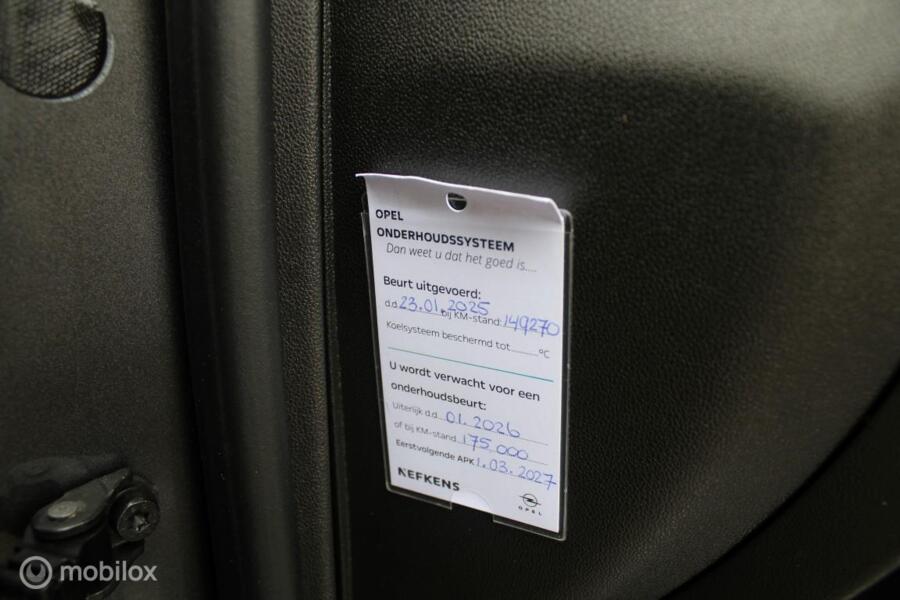 OPEL
ONDERHOUDSSYSTEEM
Dan weet u dat het goed is....
Beurt uitgevoerd:
d.d. 23.01.2025 bij KM-stand: 149270
Koelsysteem beschermd tot......°C
U wordt verwacht voor een
onderhoudsbeurt:
Uiterlijk d.d. 01.2026
of bij KM-stand 175.000
Eerstvolgende APK 1.03.2027
NEFKENS
OPEL
mobilox